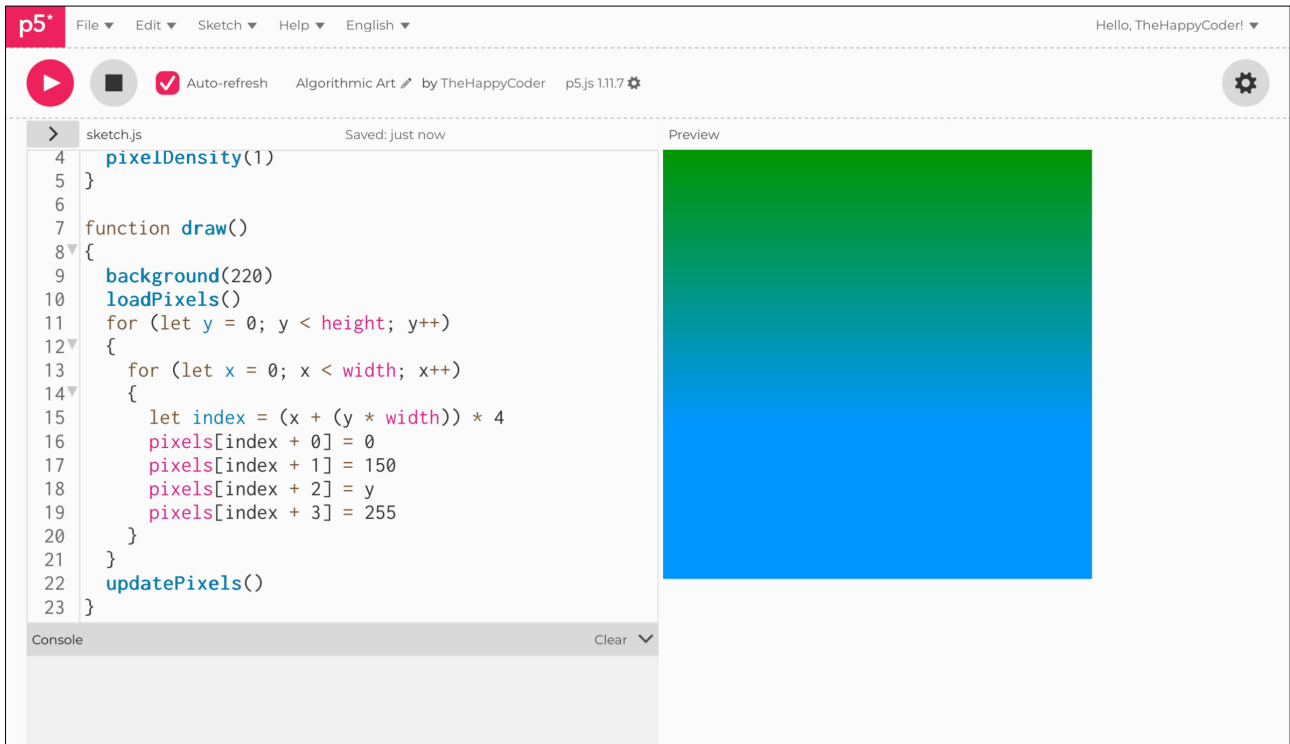 p5* File Edit Sketch Help English Hello, TheHappyCoder!
Auto-refresh Algorithmic Art by TheHappyCoder p5.js 1.11.7
sketch.js Saved: just now Preview
4 pixelDensity(1)
5 }
6
7 function draw()
8 {
9 background(220)
10 loadPixels()
11 for (let y = 0; y < height; y++)
12 {
13 for (let x = 0; x < width; x++)
14 {
15 let index = (x + (y * width)) * 4
16 pixels[index + 0] = 0
17 pixels[index + 1] = 150
18 pixels[index + 2] = y
19 pixels[index + 3] = 255
20 }
21 }
22 updatePixels()
23 }
Console Clear